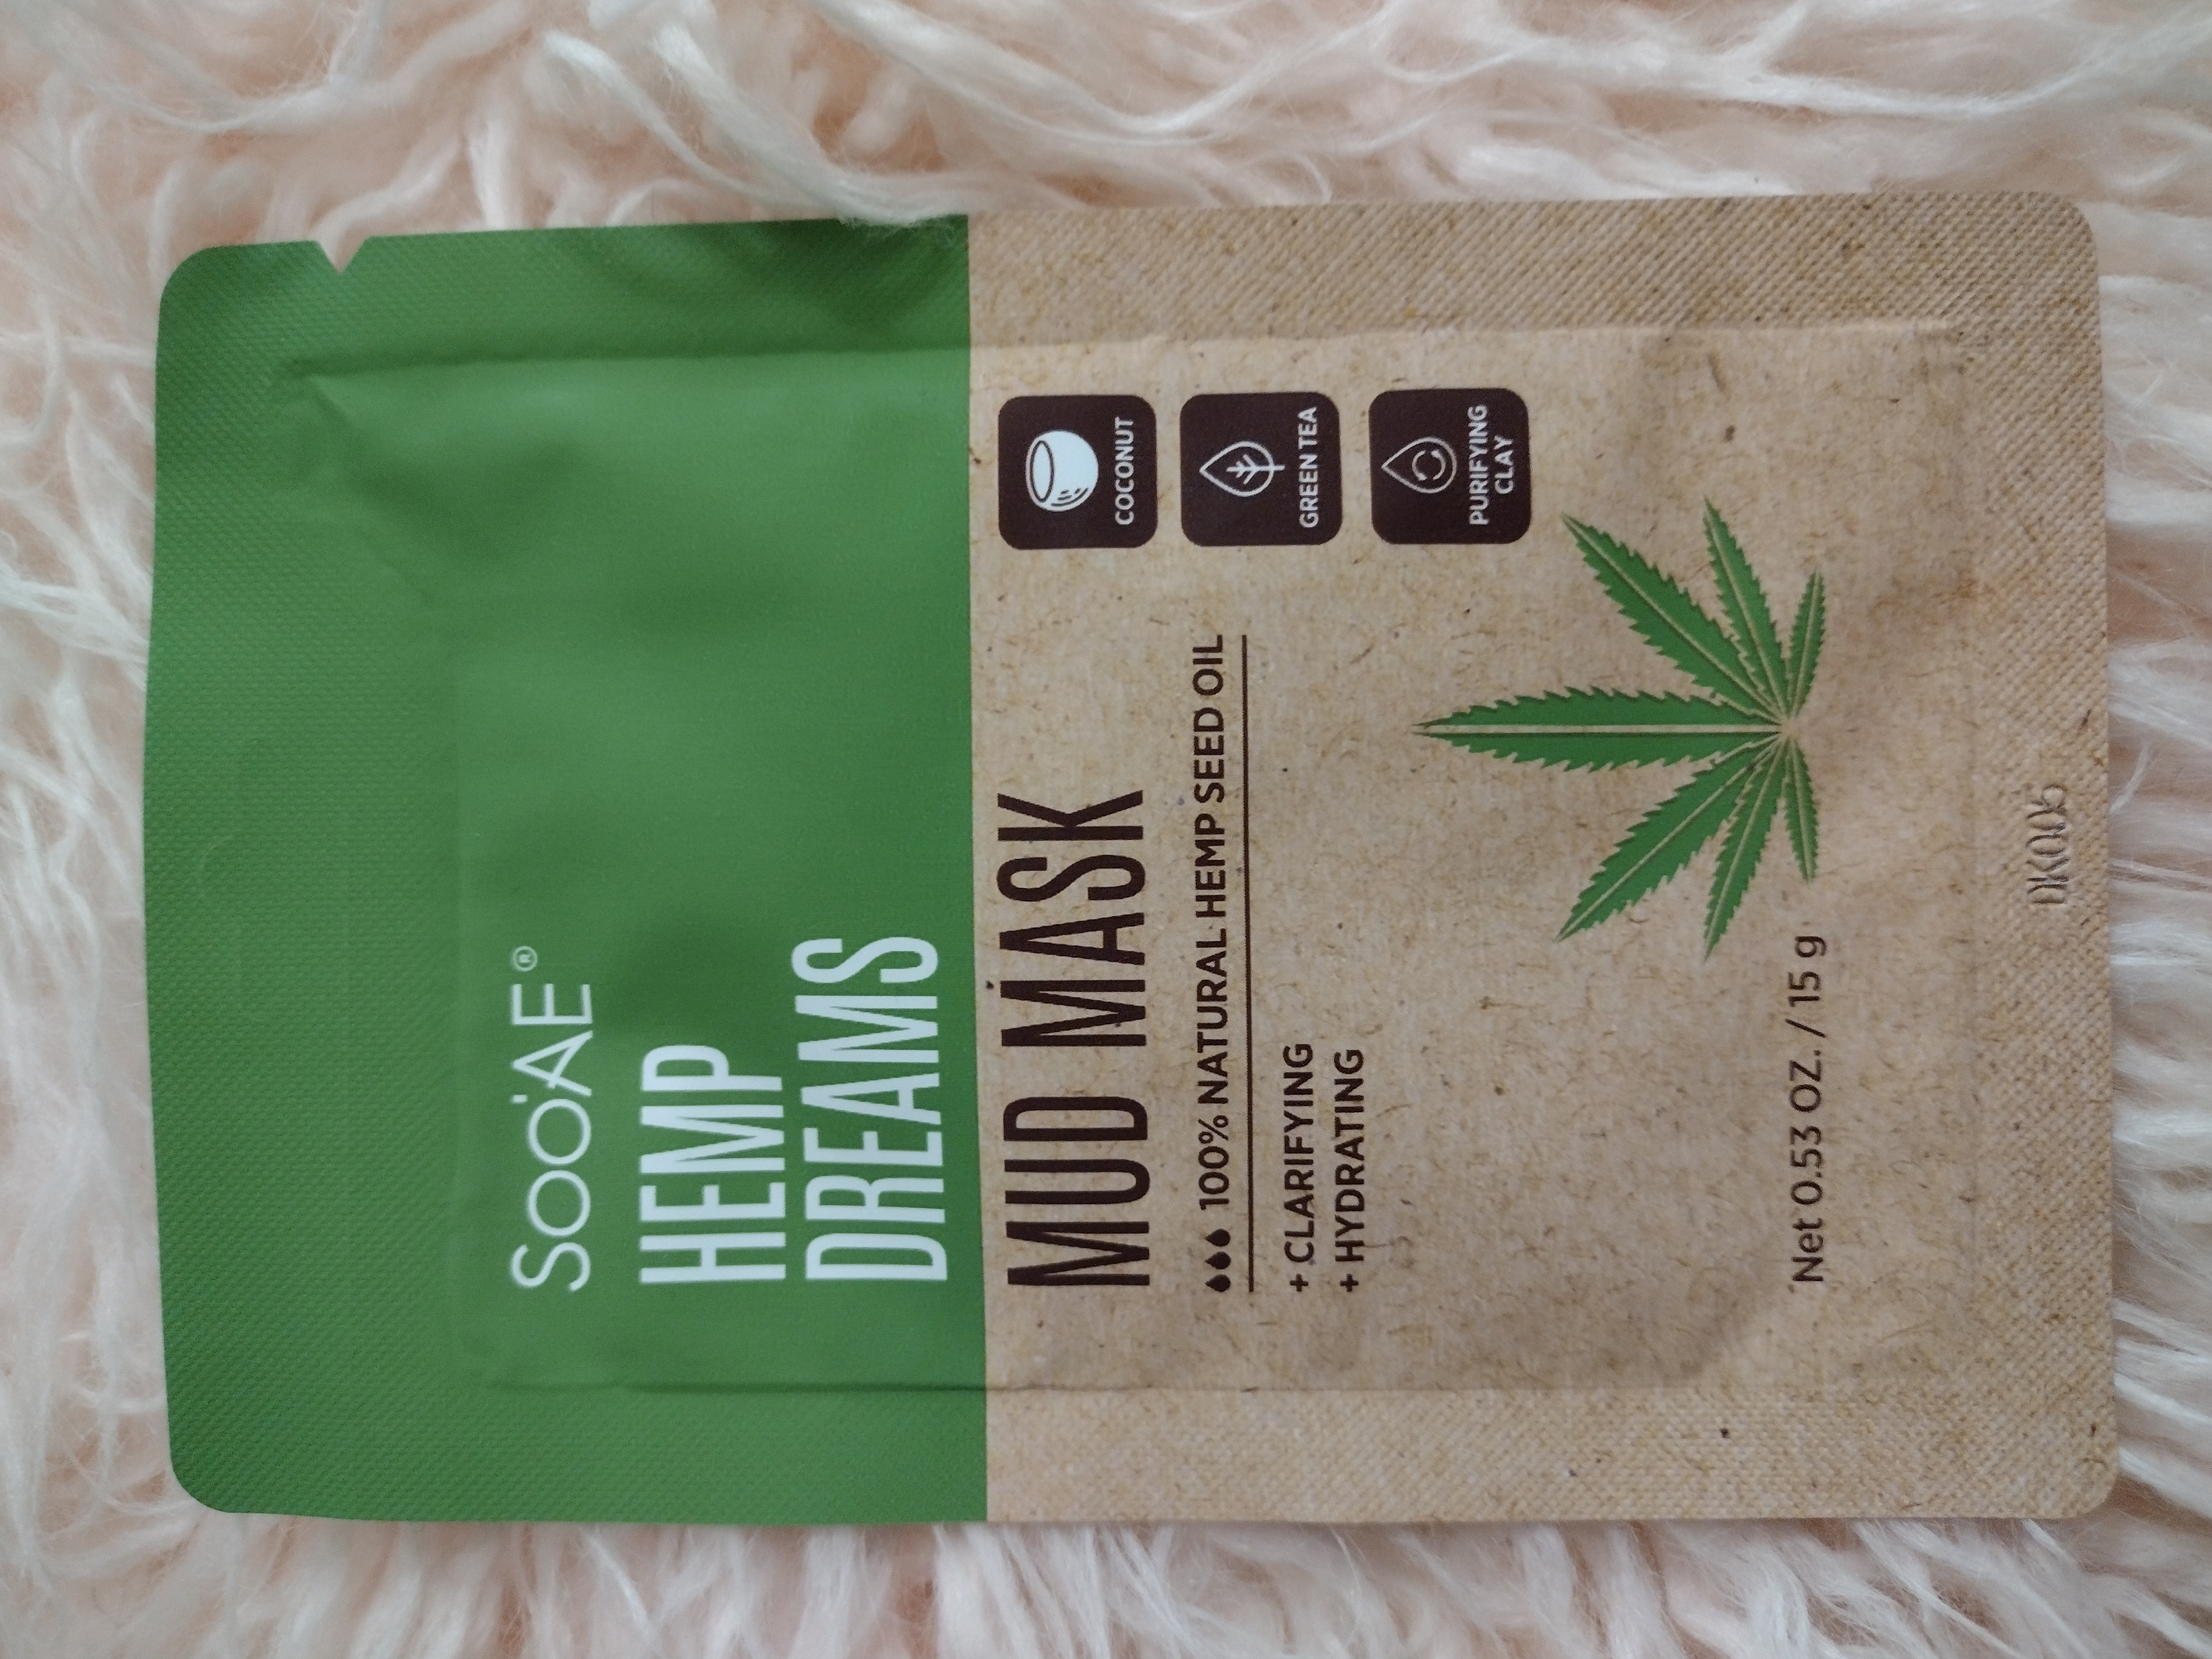 SOO'AE®
HEMP
DREAMS
MUD MASK
100% NATURAL HEMP SEED OIL
+ CLARIFYING
+ HYDRATING
COCONUT
GREEN TEA
PURIFYING
CLAY
Net 0.53 OZ. / 15 g